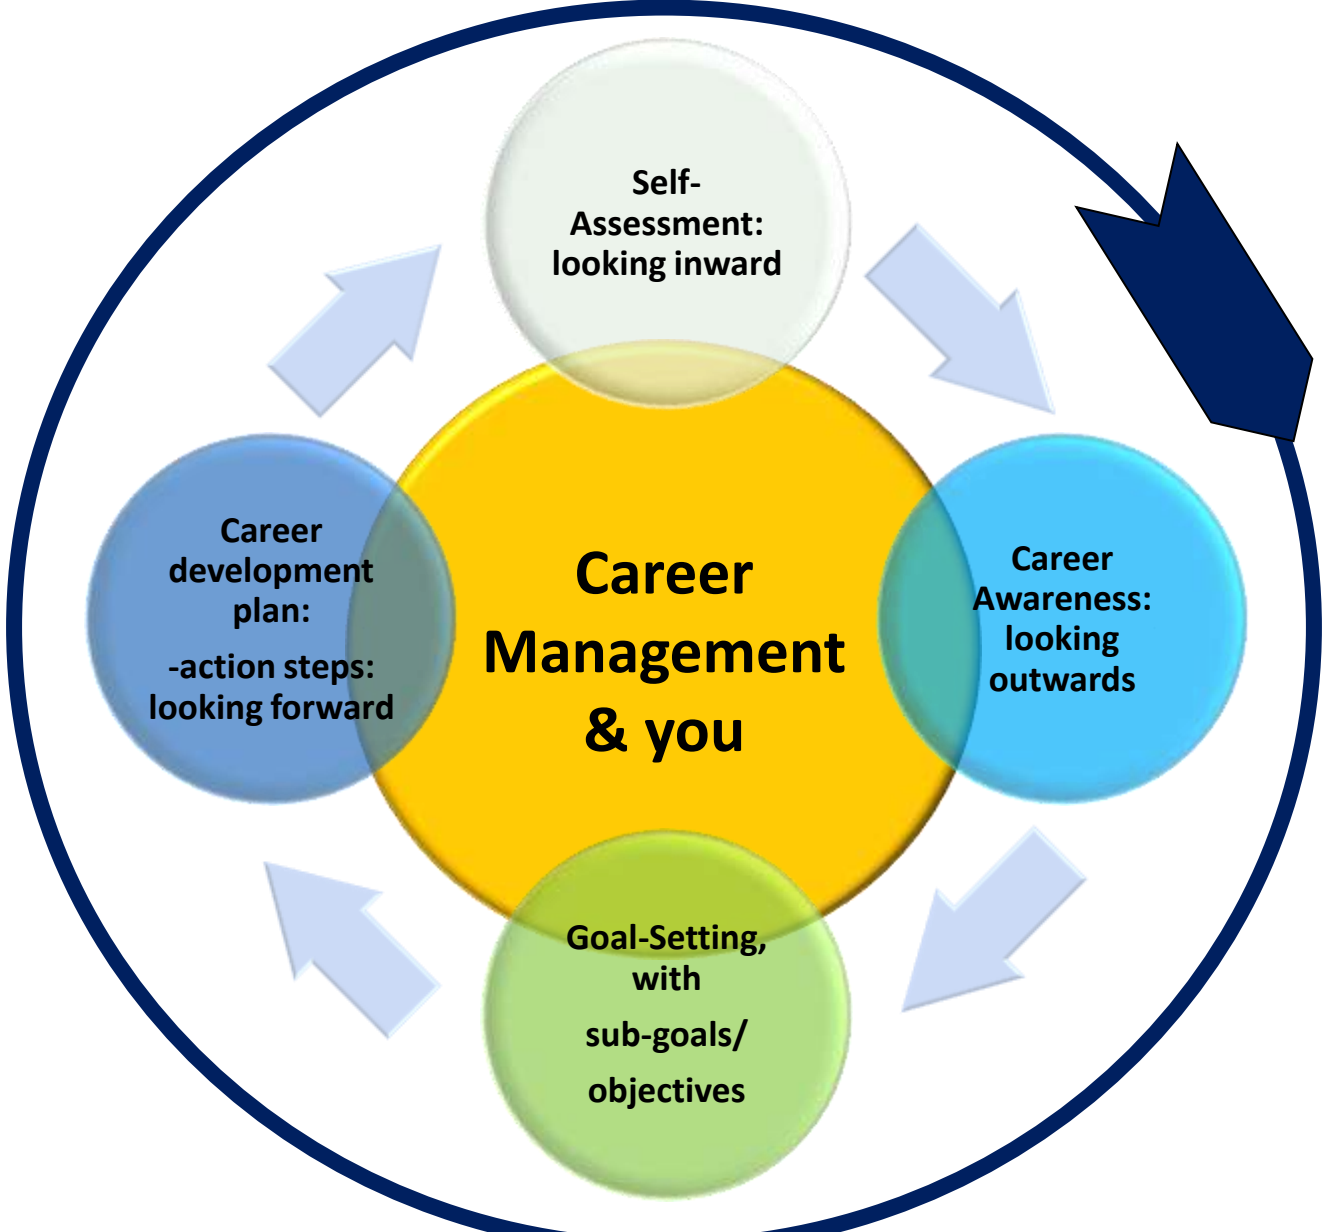 Self-
Assessment:
looking inward
Career
Awareness:
looking
outwards
Goal-Setting,
with
sub-goals/
objectives
Career
development
plan:
-action steps:
looking forward
Career
Management
& you